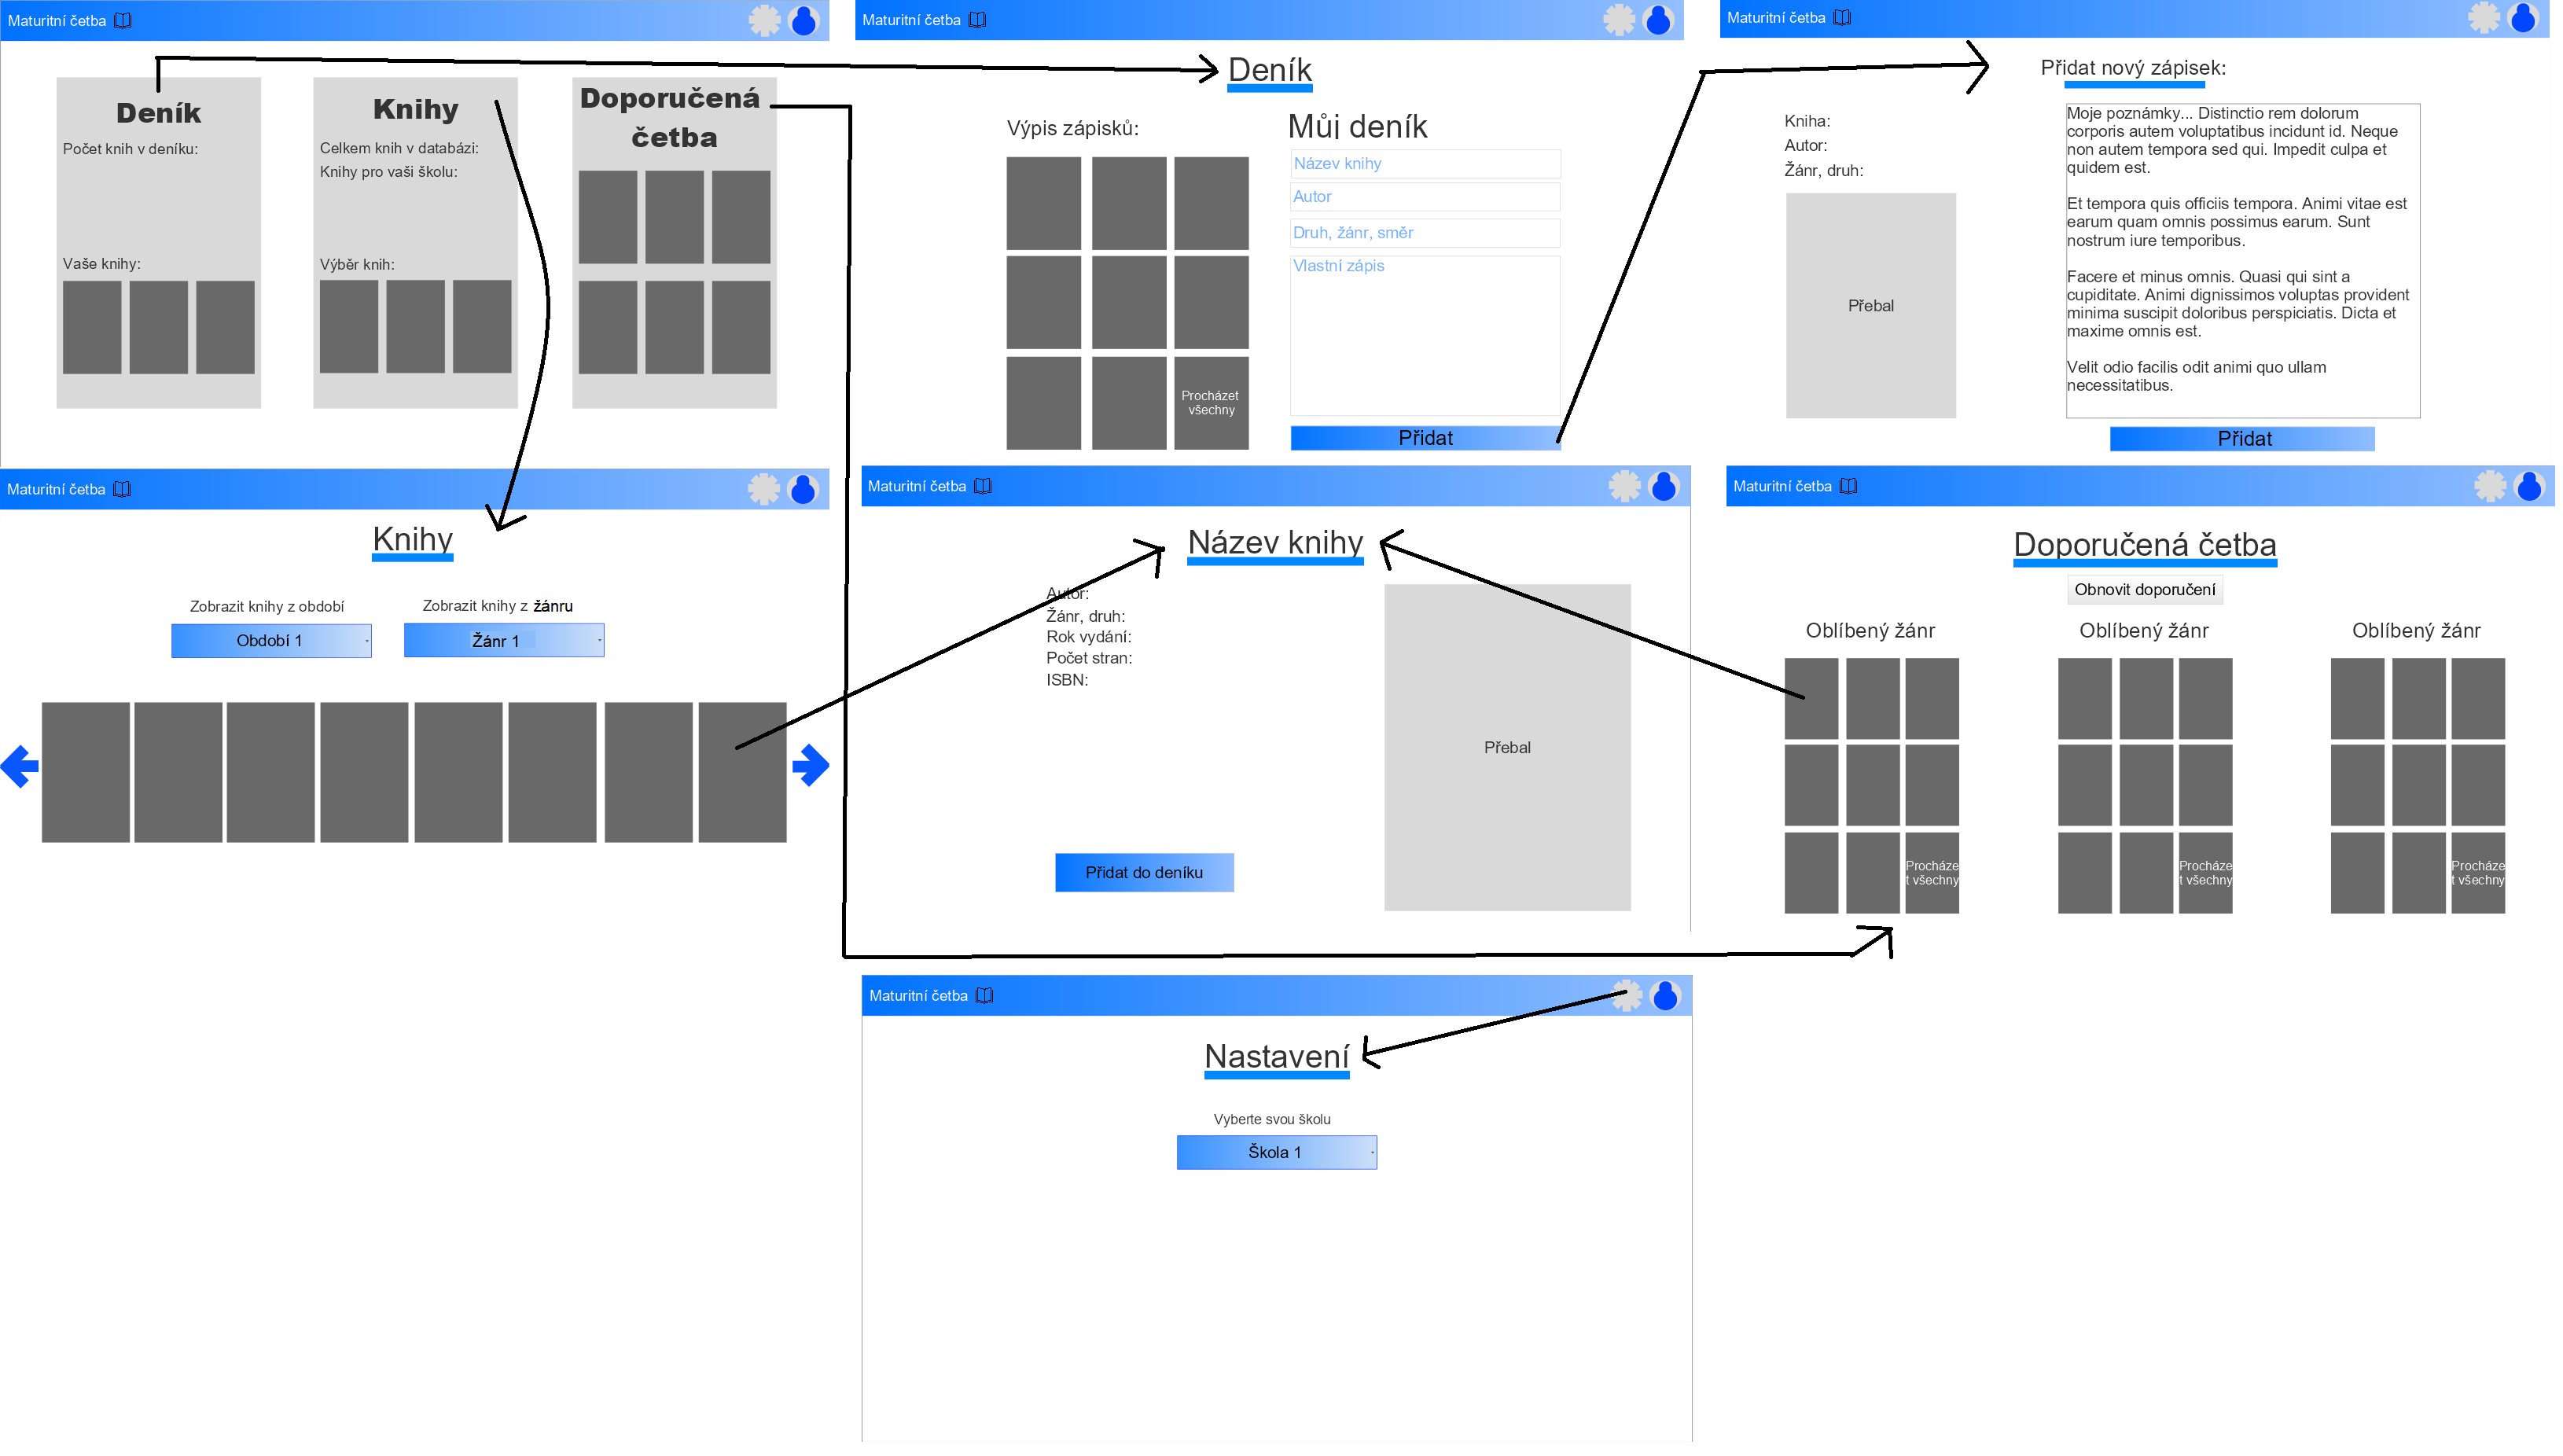 Maturitní četba
Deník
Počet knih v deníku:
Vaše knihy:
Knihy
Celkem knih v databázi:
Knihy pro vaši školu:
Výběr knih:
Doporučená
četba
Maturitní četba
Deník
Výpis zápisků:
Procházet
všechny
Můj deník
Název knihy
Autor
Druh, žánr, směr
Vlastní zápis
Přidat
Maturitní četba
Přidat nový zápisek:
Kniha:
Autor:
Žánr, druh:
Přebal
Moje poznámky... Distinctio rem dolorum
corporis autem voluptatibus incidunt id. Neque
non autem tempora sed qui. Impedit culpa et
quidem est.
Et tempora quis officiis tempora. Animi vitae est
earum quam omnis possimus earum. Sunt
nostrum iure temporibus.
Facere et minus omnis. Quasi qui sint a
cupiditate. Animi dignissimos voluptas provident
minima suscipit doloribus perspiciatis. Dicta et
maxime omnis est.
Velit odio facilis odit animi quo ullam
necessitatibus.
Přidat
Maturitní četba
Knihy
Zobrazit knihy z období
Období 1
Zobrazit knihy z žánru
Žánr 1
Maturitní četba
Název knihy
Autor:
Žánr, druh:
Rok vydání:
Počet stran:
ISBN:
Přebal
Přidat do deníku
Maturitní četba
Doporučená četba
Obnovit doporučení
Oblíbený žánr
Procháze
t všechny
Oblíbený žánr
Procháze
t všechny
Oblíbený žánr
Procháze
t všechny
Maturitní četba
Nastavení
Vyberte svou školu
Škola 1